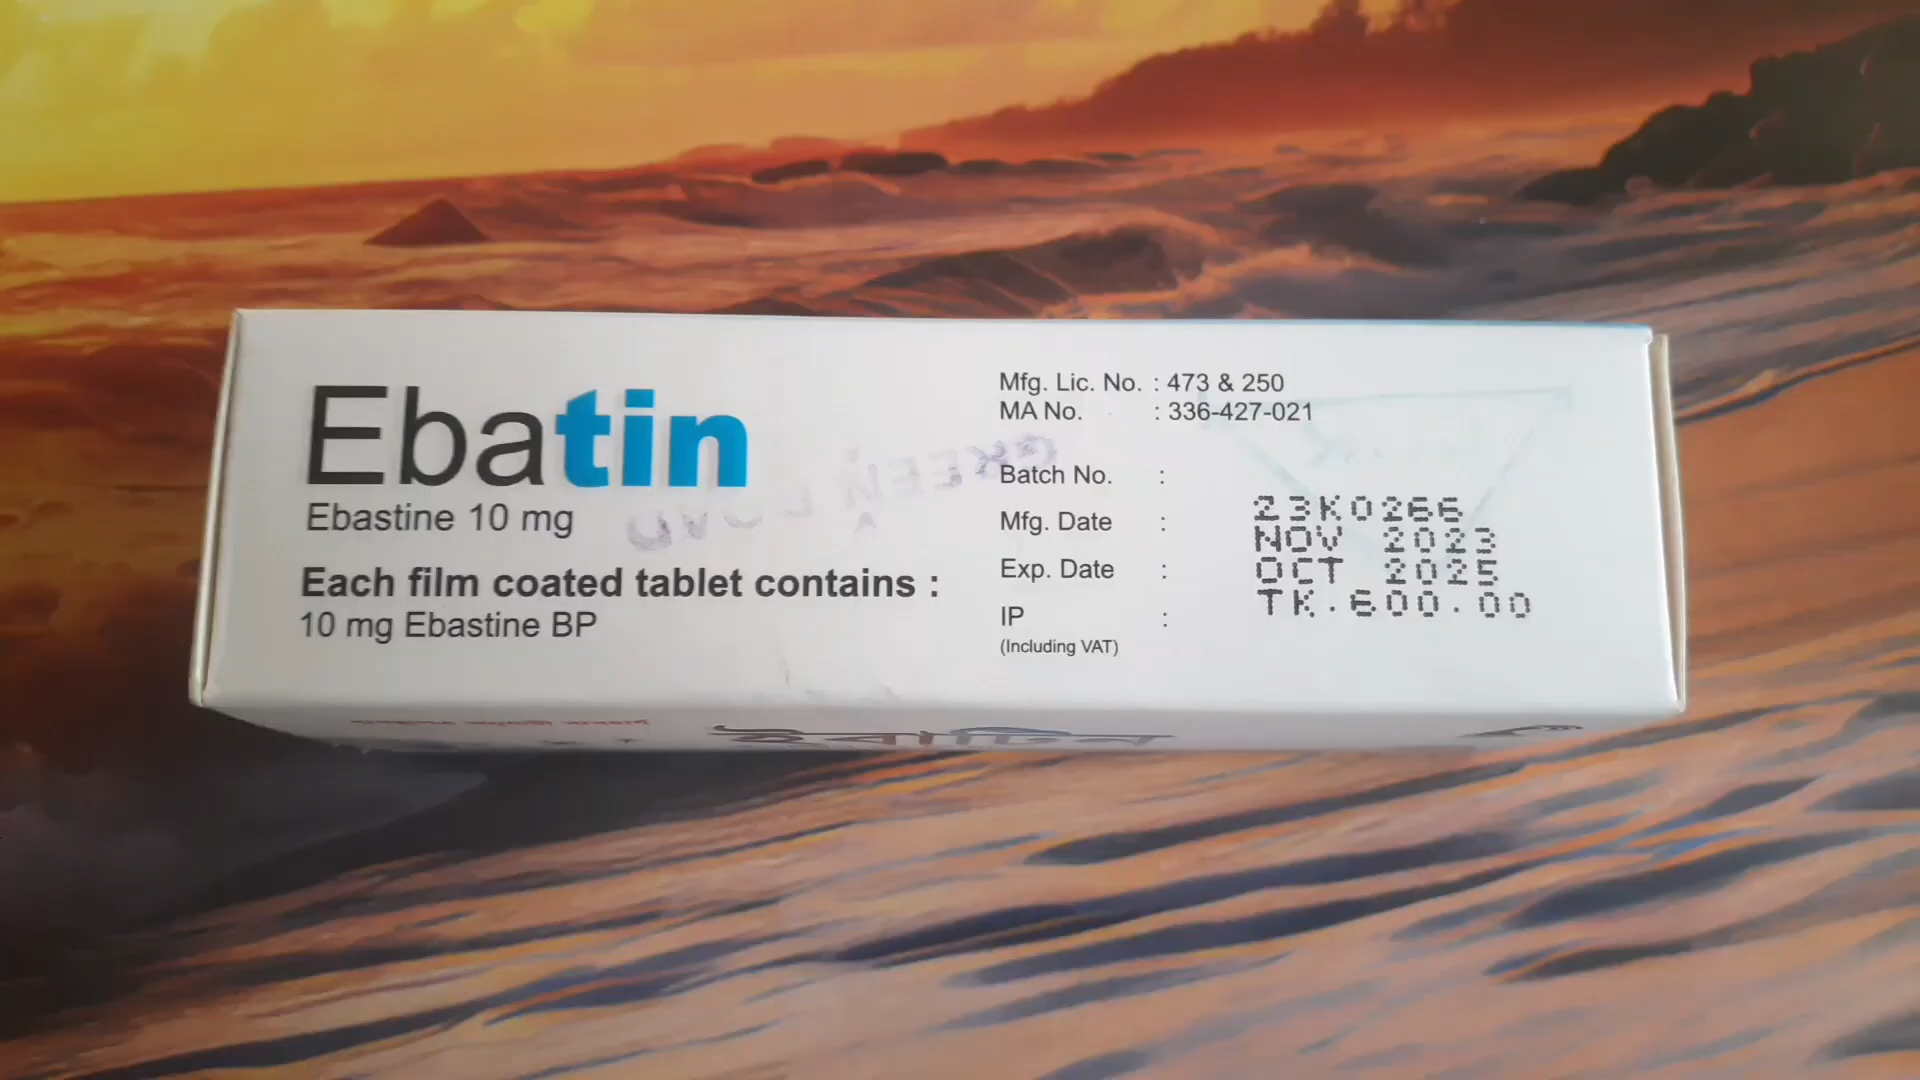 Ebatin
Ebastine 10 mg
Each film coated tablet contains :
10 mg Ebastine BP
Mfg. Lic. No. : 473 & 250
MA No. : 336-427-021
Batch No. : 23K0266
Mfg. Date : NOV 2023
Exp. Date : OCT 2025
IP : TK.600.00
(Including VAT)
ইবাটিন